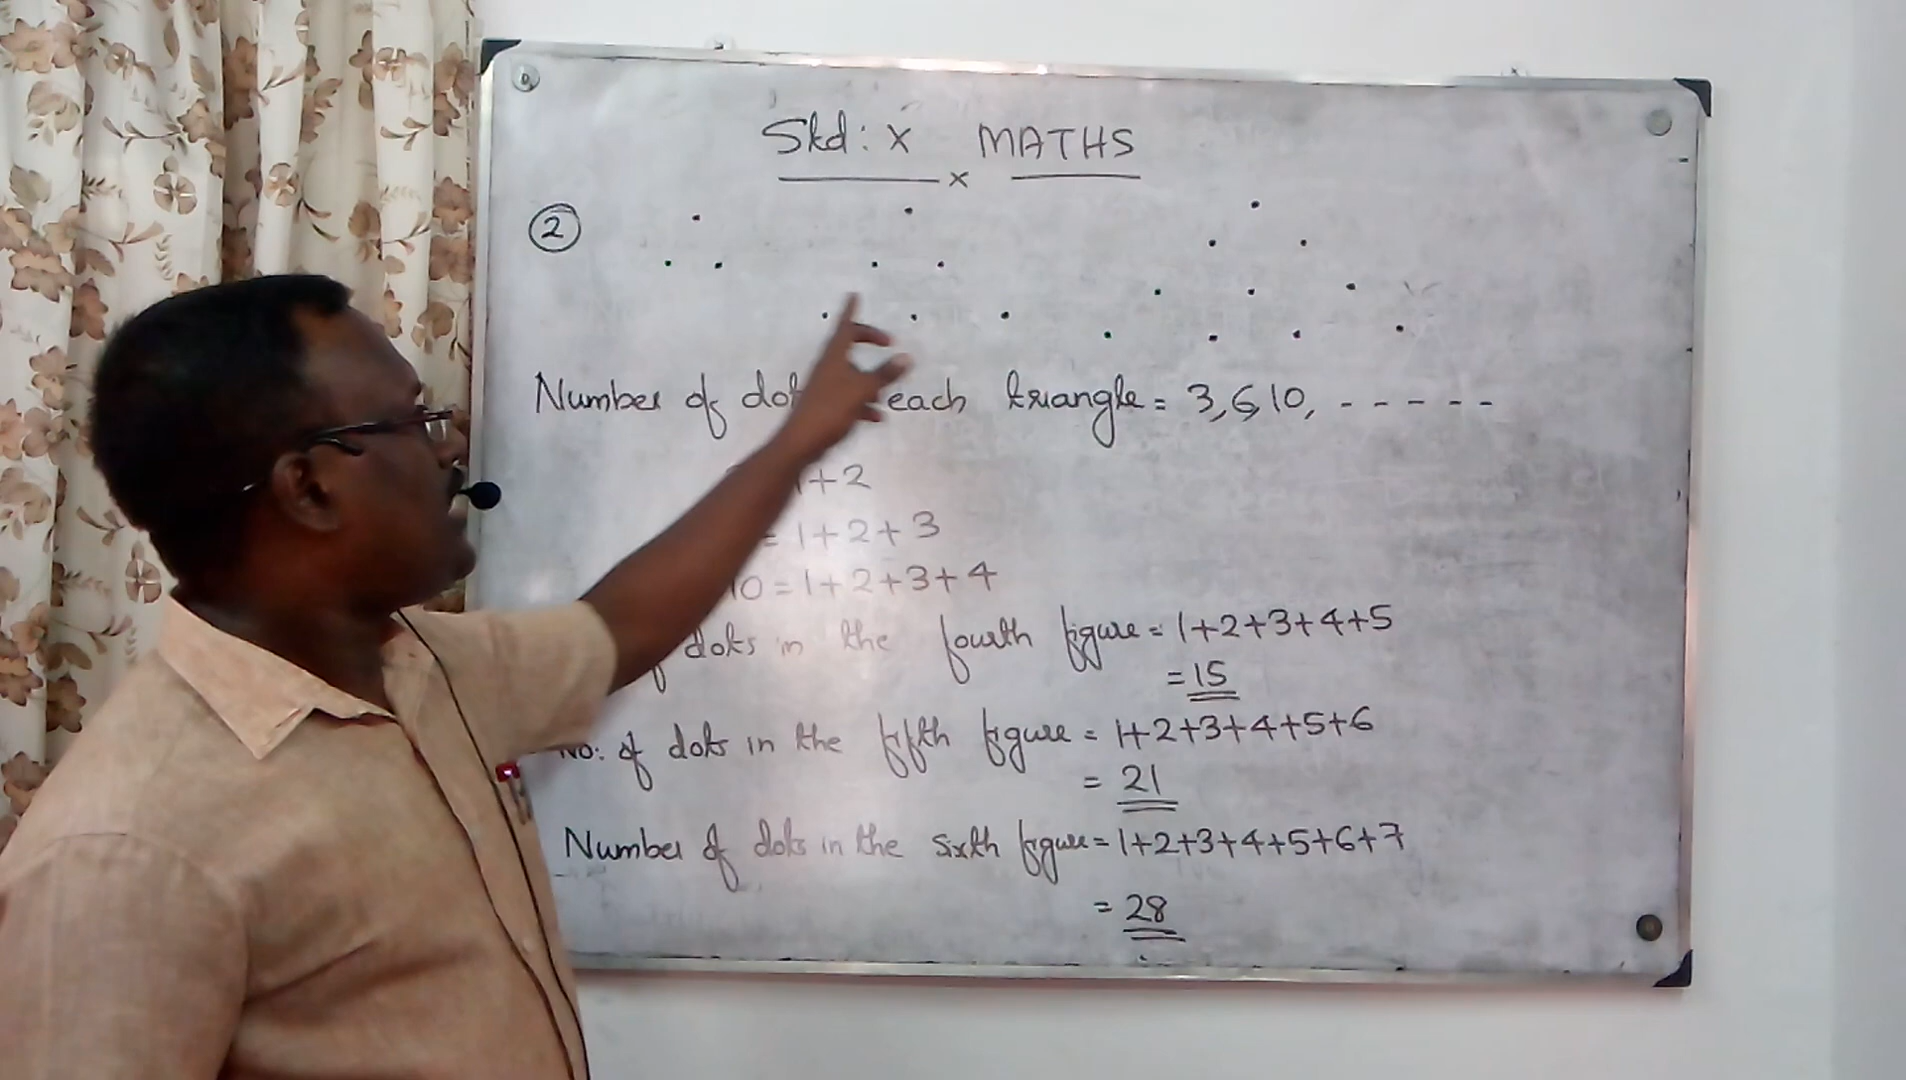 Std: X MATHS
x
2
Number of dots each triangle = 3, 6, 10, - - - - -
1+2
= 1+2+3
10 = 1+2+3+4
dots in the fourth figure = 1+2+3+4+5
= 15
No: of dots in the fifth figure = 1+2+3+4+5+6
= 21
Number of dots in the sixth figure = 1+2+3+4+5+6+7
= 28